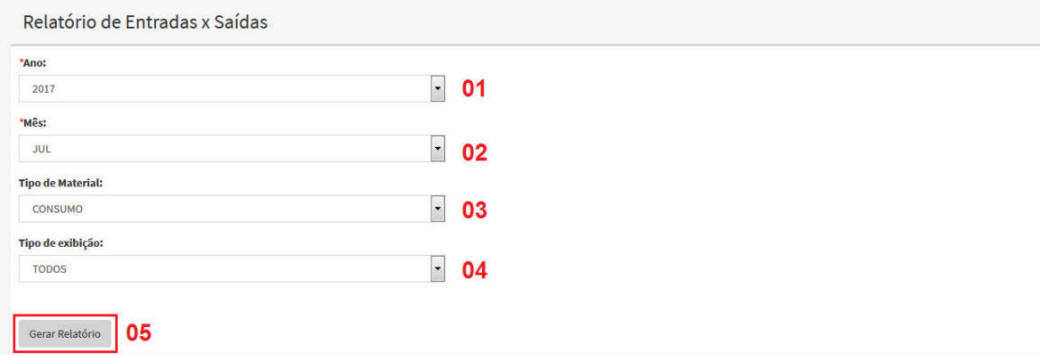 Relatório de Entradas x Saídas
*Ano:
2017
01
*Mês:
JUL
02
Tipo de Material:
CONSUMO
03
Tipo de exibição:
TODOS
04
Gerar Relatório
05